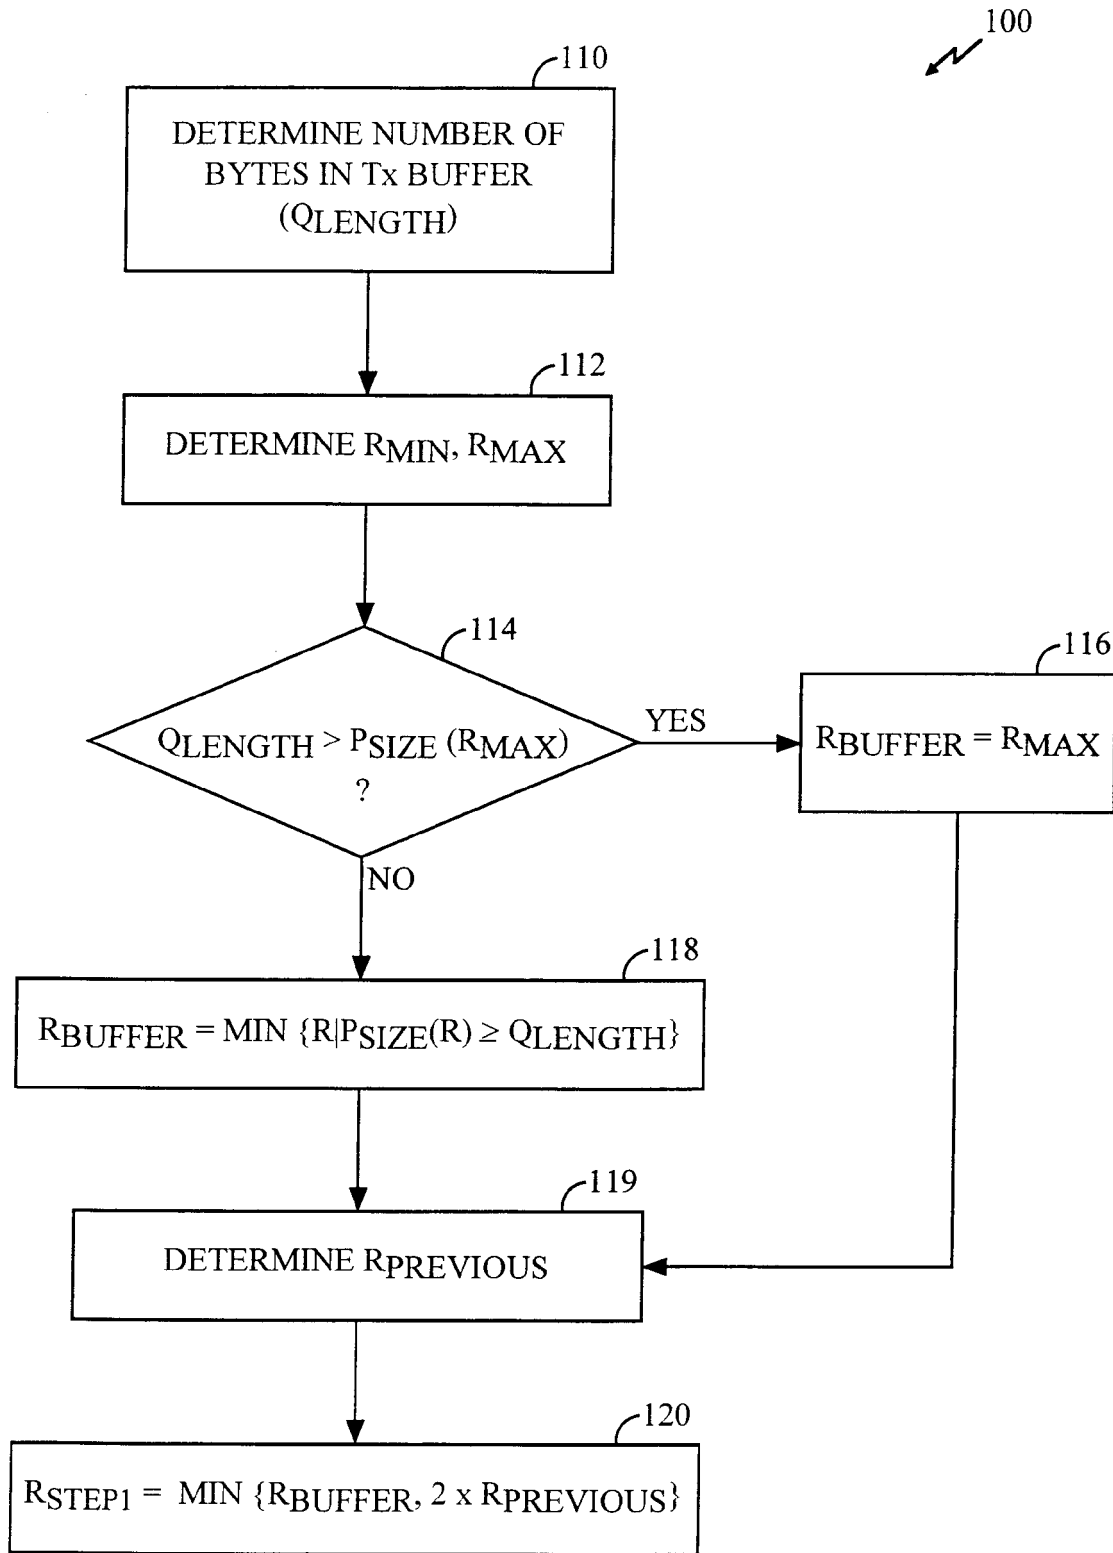 100
110
DETERMINE NUMBER OF
BYTES IN Tx BUFFER
(QLENGTH)
112
DETERMINE RMIN, RMAX
114
QLENGTH > PSIZE (RMAX)
?
YES
116
RBUFFER = RMAX
NO
118
RBUFFER = MIN {R|PSIZE(R) ≥ QLENGTH}
119
DETERMINE RPREVIOUS
120
RSTEP1 = MIN {RBUFFER, 2 x RPREVIOUS}